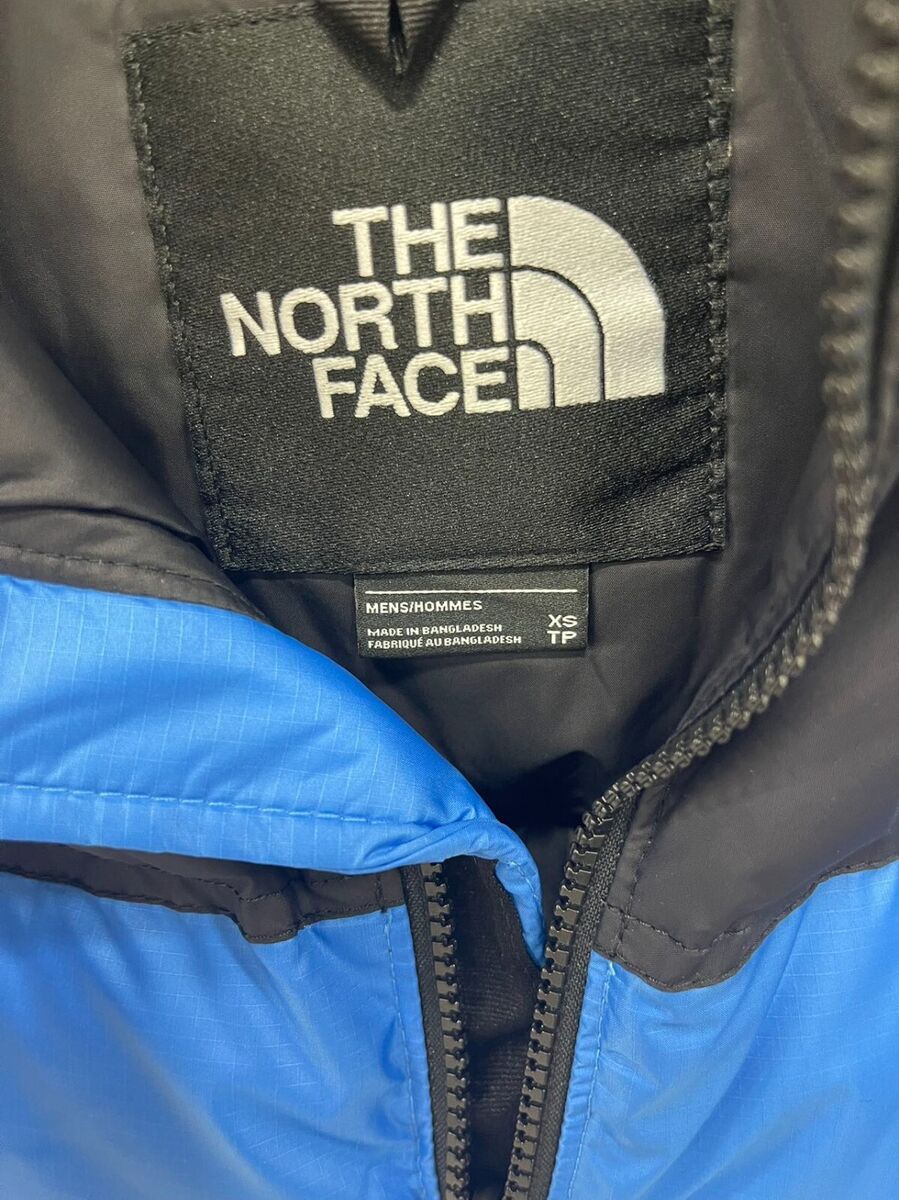 THE
NORTH
FACE
MENS/HOMMES
MADE IN BANGLADESH
FABRIQUÉ AU BANGLADESH
XS
TP